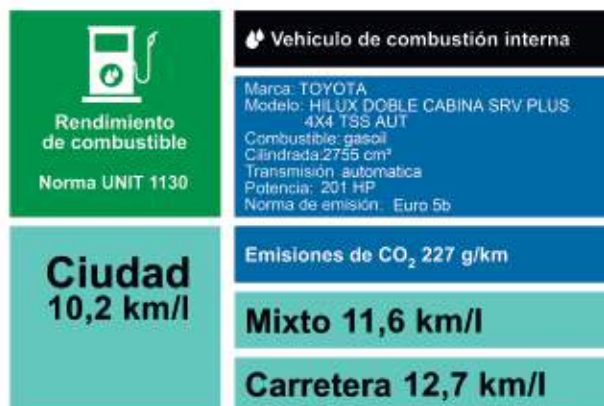 Rendimiento
de combustible
Norma UNIT 1130
Vehiculo de combustión interna
Marca: TOYOTA
Modelo: HILUX DOBLE CABINA SRV PLUS
4X4 TSS AUT
Combustible: gasoil
Cilindrada:2755 cm³
Transmisión automatica
Potencia: 201 HP
Norma de emisión: Euro 5b
Ciudad
10,2 km/l
Emisiones de CO₂ 227 g/km
Mixto 11,6 km/l
Carretera 12,7 km/l